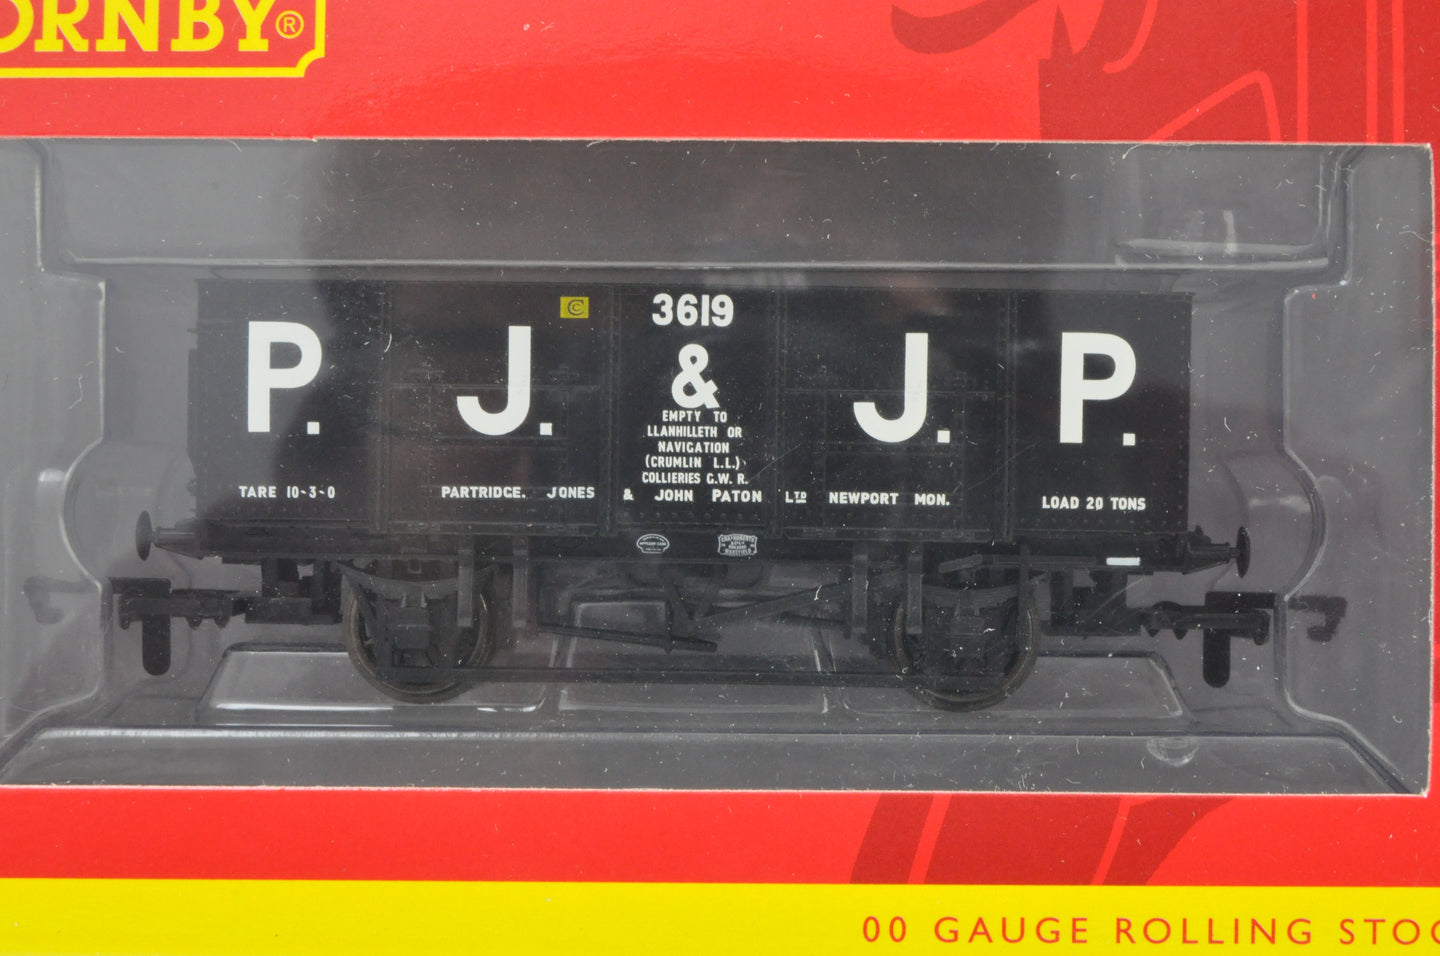 ORNBY®
3619
P. J. & J. P.
EMPTY TO
LLANHILLETH OR
NAVIGATION
(CRUMLIN L.L.)
COLLIERIES G.W.R.
TARE 10-3-0 PARTRIDGE. JONES & JOHN PATON LTD NEWPORT MON. LOAD 20 TONS
00 GAUGE ROLLING STOC